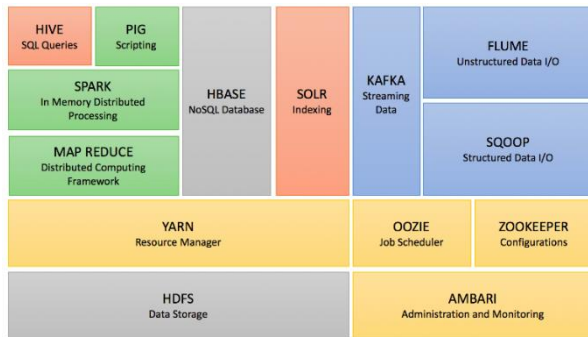 HIVE
SQL Queries
PIG
Scripting
SPARK
In Memory Distributed
Processing
MAP REDUCE
Distributed Computing
Framework
HBASE
NoSQL Database
SOLR
Indexing
KAFKA
Streaming
Data
FLUME
Unstructured Data I/O
SQOOP
Structured Data I/O
YARN
Resource Manager
OOZIE
Job Scheduler
ZOOKEEPER
Configurations
HDFS
Data Storage
AMBARI
Administration and Monitoring